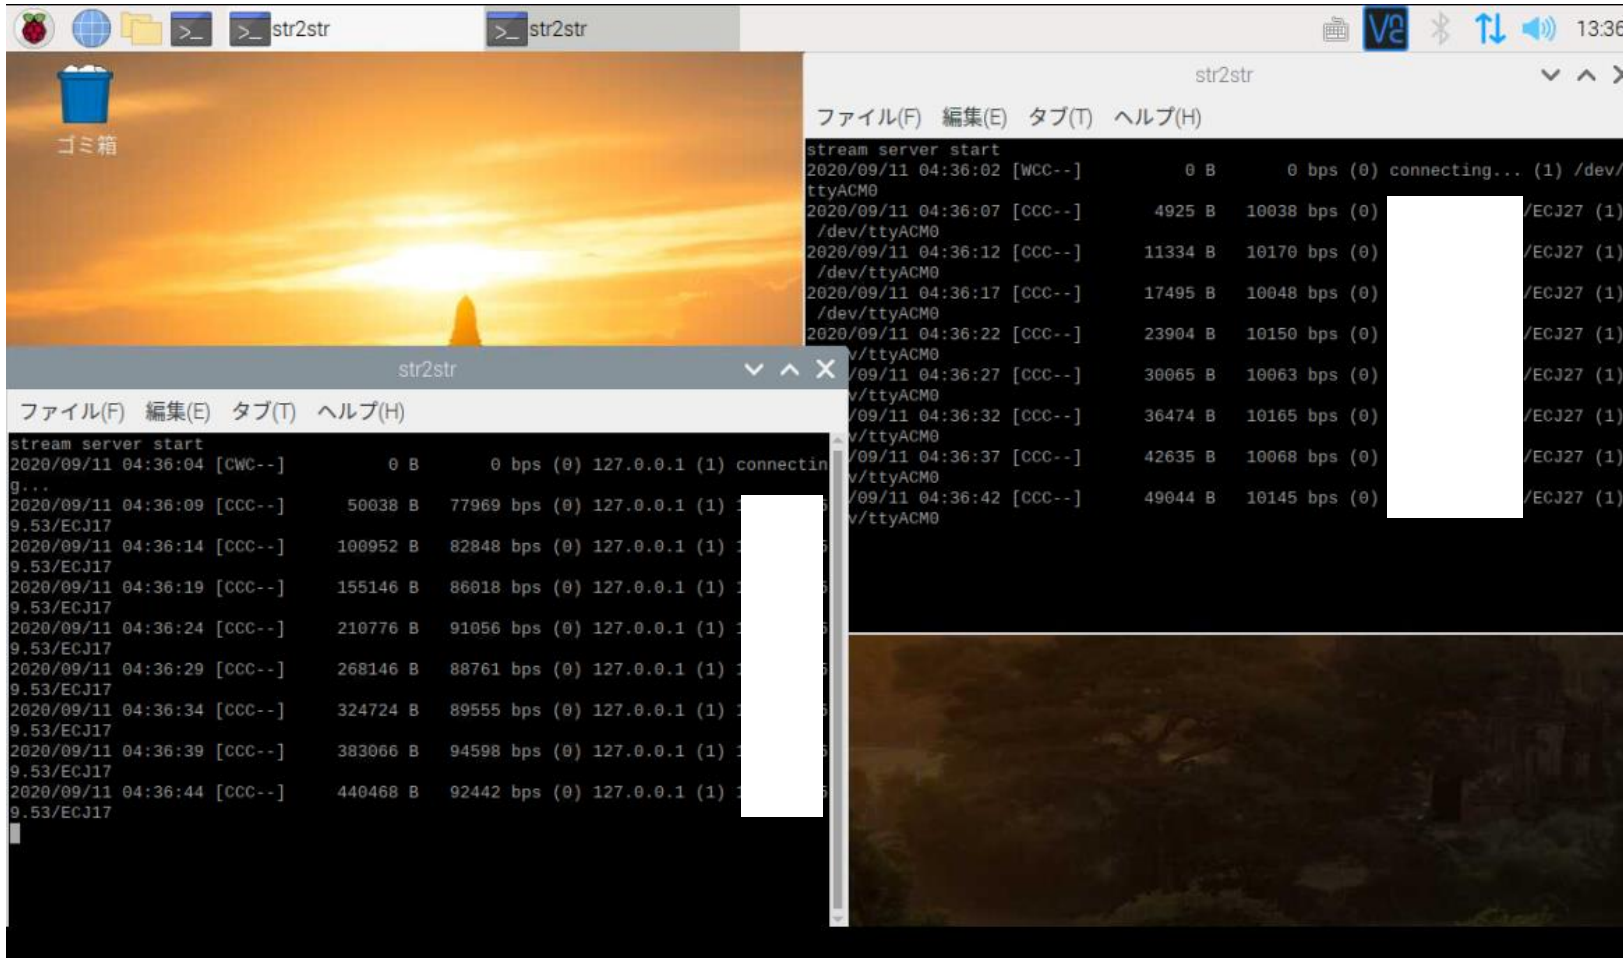 str2str
str2str
13:36
ゴミ箱
str2str
ファイル(F) 編集(E) タブ(T) ヘルプ(H)
stream server start
2020/09/11 04:36:02 [WCC--] 0 B 0 bps (0) connecting... (1) /dev/
ttyACM0
2020/09/11 04:36:07 [CCC--] 4925 B 10038 bps (0) /ECJ27 (1)
/dev/ttyACM0
2020/09/11 04:36:12 [CCC--] 11334 B 10170 bps (0) /ECJ27 (1)
/dev/ttyACM0
2020/09/11 04:36:17 [CCC--] 17495 B 10048 bps (0) /ECJ27 (1)
/dev/ttyACM0
2020/09/11 04:36:22 [CCC--] 23904 B 10150 bps (0) /ECJ27 (1)
v/ttyACM0
/09/11 04:36:27 [CCC--] 30065 B 10063 bps (0) /ECJ27 (1)
v/ttyACM0
/09/11 04:36:32 [CCC--] 36474 B 10165 bps (0) /ECJ27 (1)
v/ttyACM0
/09/11 04:36:37 [CCC--] 42635 B 10068 bps (0) /ECJ27 (1)
v/ttyACM0
/09/11 04:36:42 [CCC--] 49044 B 10145 bps (0) /ECJ27 (1)
v/ttyACM0
str2str
ファイル(F) 編集(E) タブ(T) ヘルプ(H)
stream server start
2020/09/11 04:36:04 [CWC--] 0 B 0 bps (0) 127.0.0.1 (1) connectin
g...
2020/09/11 04:36:09 [CCC--] 50038 B 77969 bps (0) 127.0.0.1 (1)
9.53/ECJ17
2020/09/11 04:36:14 [CCC--] 100952 B 82848 bps (0) 127.0.0.1 (1)
9.53/ECJ17
2020/09/11 04:36:19 [CCC--] 155146 B 86018 bps (0) 127.0.0.1 (1)
9.53/ECJ17
2020/09/11 04:36:24 [CCC--] 210776 B 91056 bps (0) 127.0.0.1 (1)
9.53/ECJ17
2020/09/11 04:36:29 [CCC--] 268146 B 88761 bps (0) 127.0.0.1 (1)
9.53/ECJ17
2020/09/11 04:36:34 [CCC--] 324724 B 89555 bps (0) 127.0.0.1 (1)
9.53/ECJ17
2020/09/11 04:36:39 [CCC--] 383066 B 94598 bps (0) 127.0.0.1 (1)
9.53/ECJ17
2020/09/11 04:36:44 [CCC--] 440468 B 92442 bps (0) 127.0.0.1 (1)
9.53/ECJ17